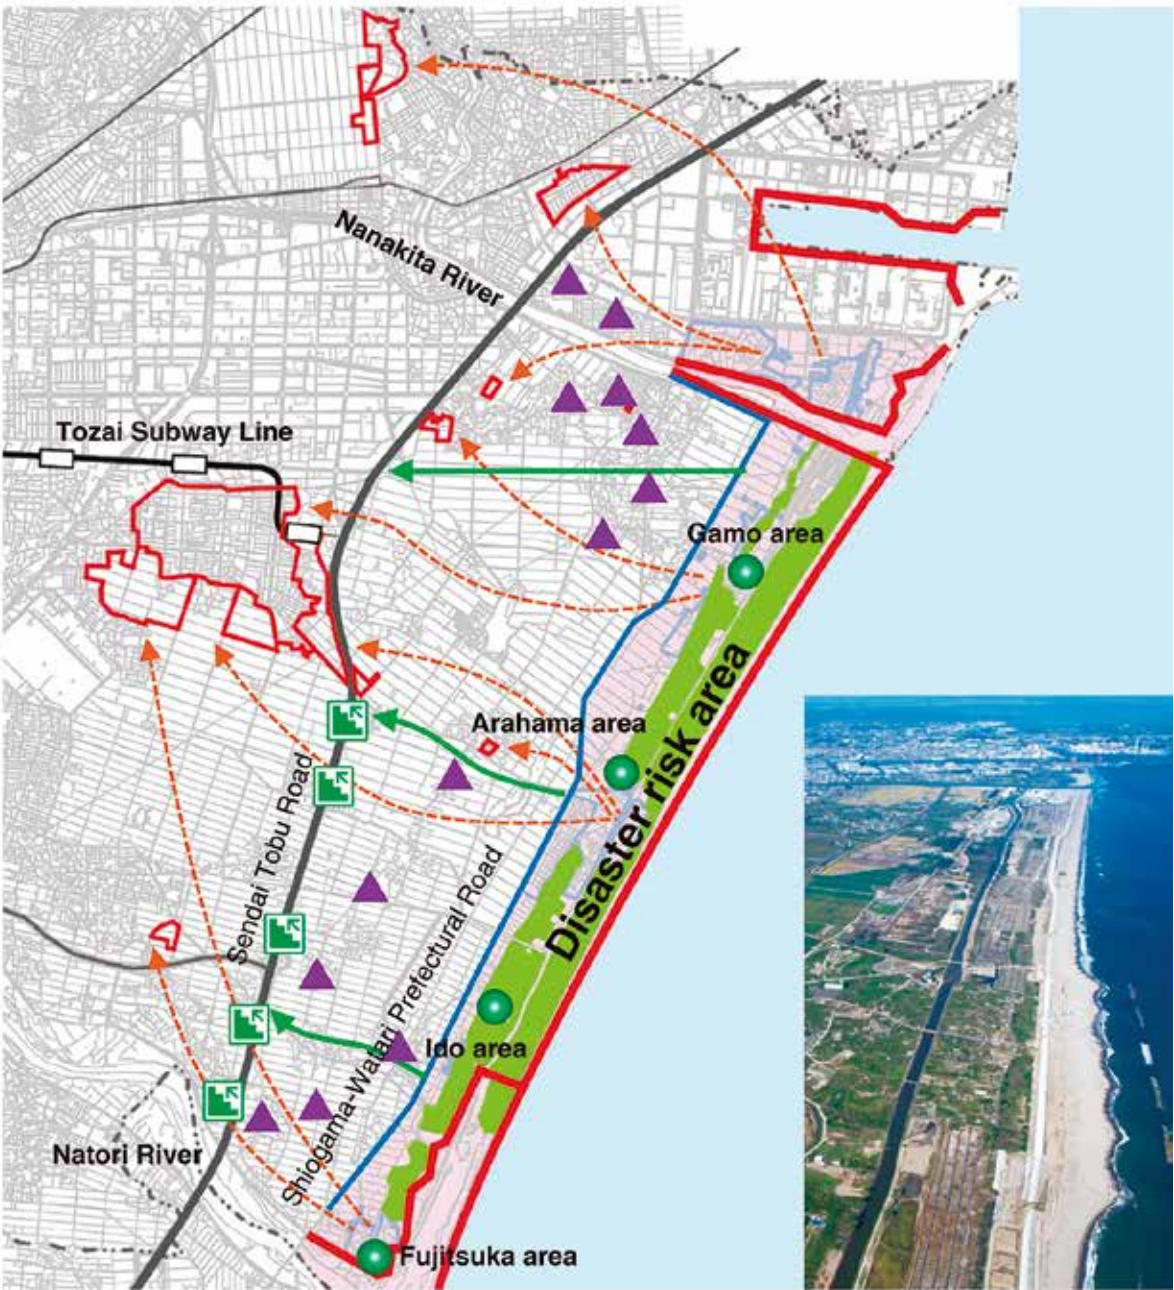 Nanakita River
Tozai Subway Line
Gamo area
Arahama area
Disaster risk area
Sendai Tobu Road
Shiogama-Watari Prefectural Road
Ido area
Natori River
Fujitsuka area